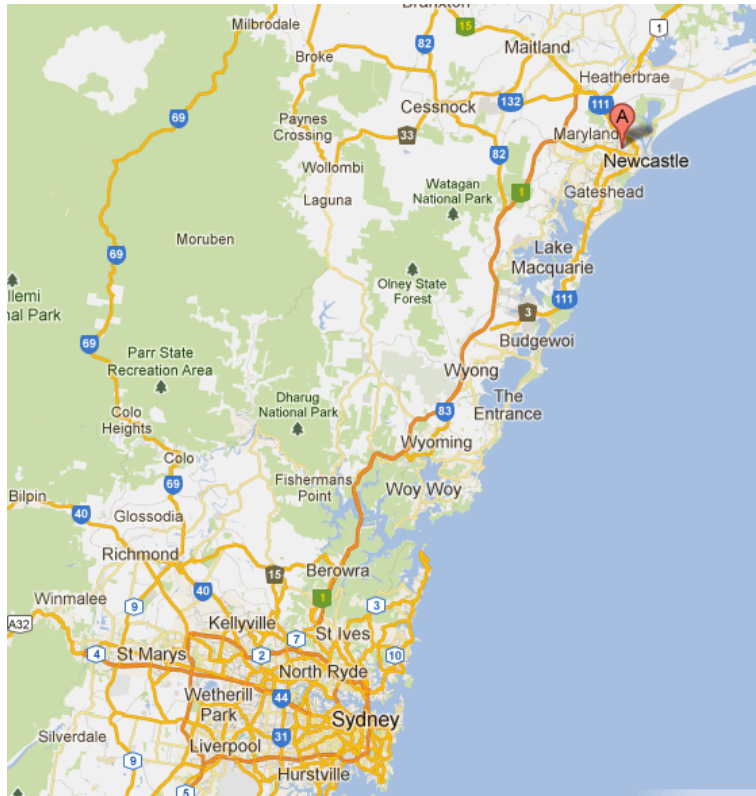 Branxton
Milbrodale
15
1
82
Maitland
Broke
Heatherbrae
69
Cessnock
132
111
A
Paynes
Crossing
33
Maryland
Newcastle
82
Wollombi
Watagan
National Park
1
Gateshead
Laguna
Moruben
69
Lake
Macquarie
llemi
nal Park
Olney State
Forest
111
3
69
Budgewoi
Parr State
Recreation Area
Wyong
Dharug
National Park
The
Entrance
Colo
Heights
83
Wyoming
Colo
Fishermans
Point
Woy Woy
69
Bilpin
40
Glossodia
Richmond
15
Berowra
40
1
Winmalee
9
3
A32
Kellyville
7
St Ives
4
St Marys
2
10
North Ryde
Wetherill
Park
44
Sydney
Silverdale
31
9
Liverpool
Hurstville
5